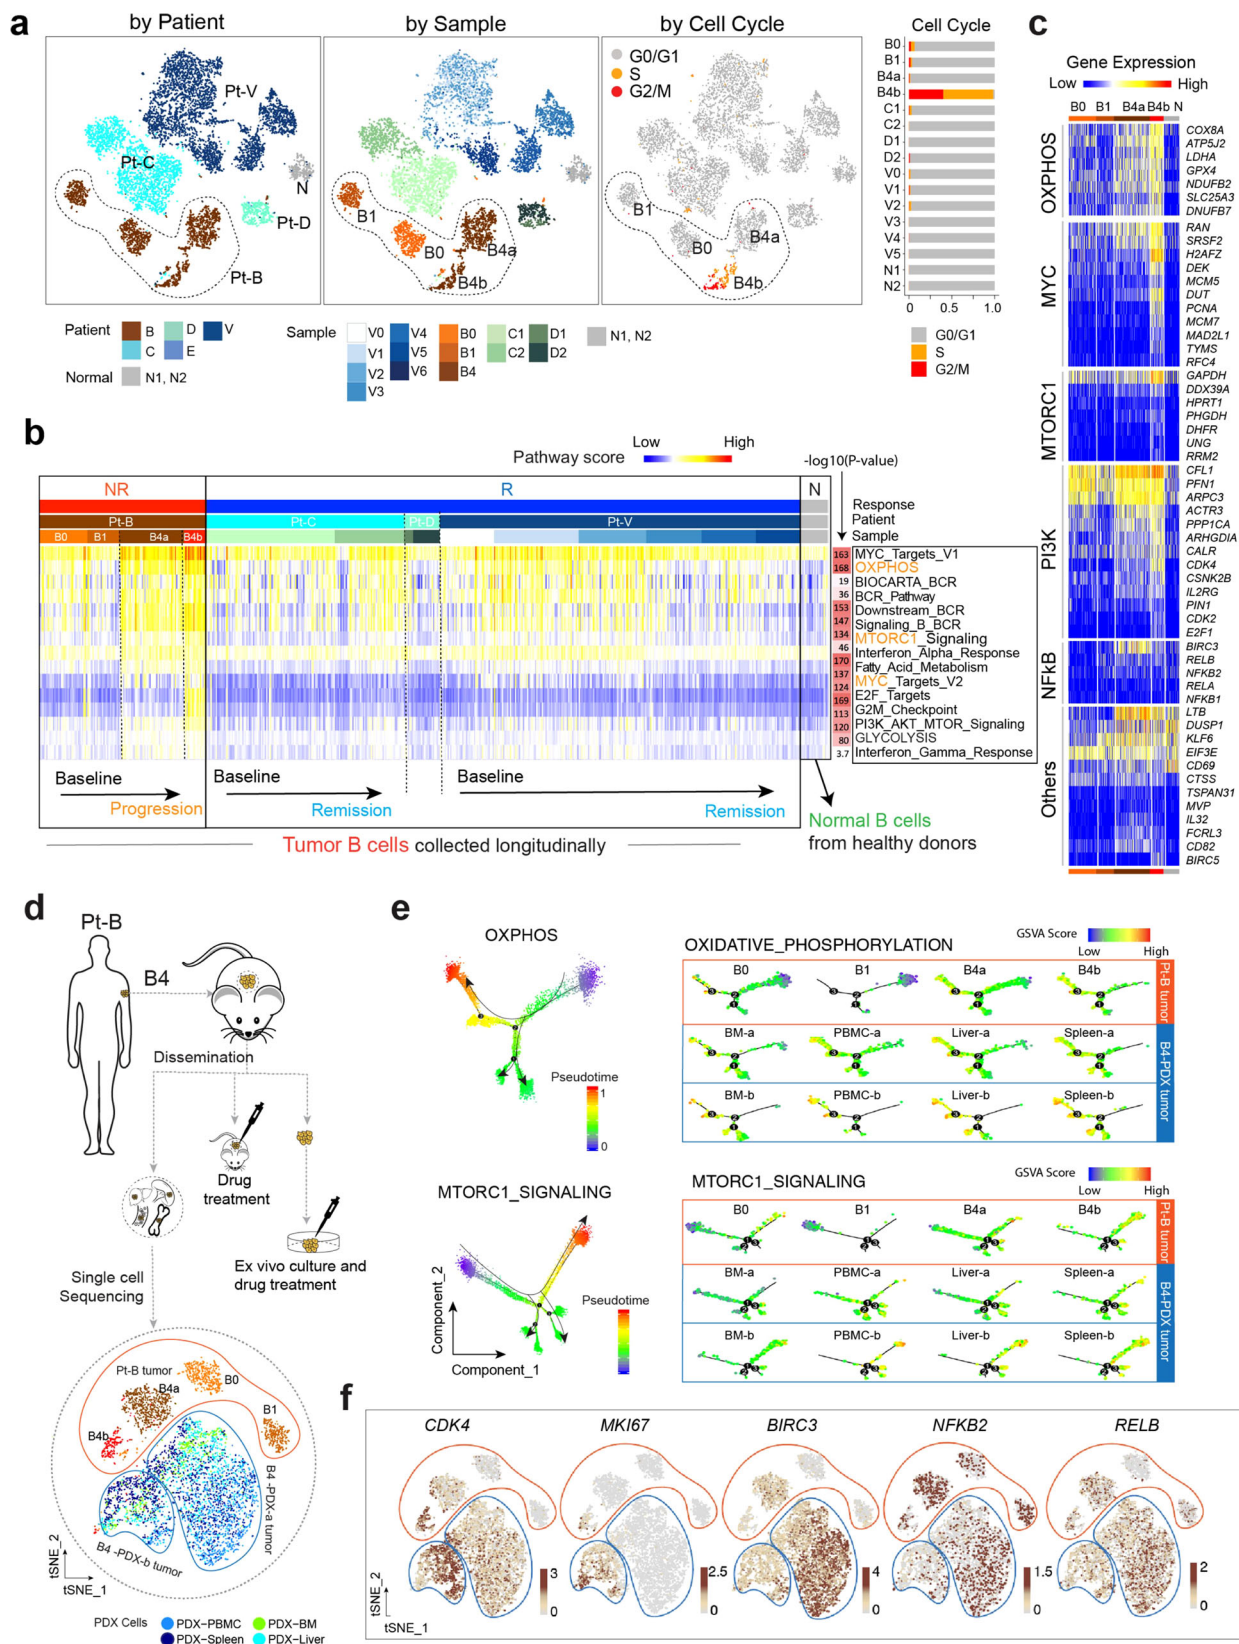 a
by Patient
by Sample
by Cell Cycle
Cell Cycle
Pt-V
Pt-C
N
Pt-D
Pt-B
B1
B0
B4a
B4b
G0/G1
S
G2/M
B1
B0
B4a
B4b
B0
B1
B4a
B4b
C1
C2
D1
D2
V0
V1
V2
V3
V4
V5
N1
N2
0
0.5
1.0
G0/G1
S
G2/M
Patient
B
D
V
C
E
Normal
N1, N2
Sample
V0
V4
B0
C1
D1
N1, N2
V1
V5
B1
C2
D2
V2
V6
B4
V3
c
Gene Expression
Low
High
B0
B1
B4a
B4b
N
OXPHOS
COX8A
ATP5J2
LDHA
GPX4
NDUFB2
SLC25A3
DNUFB7
MYC
RAN
SRSF2
H2AFZ
DEK
MCM5
DUT
PCNA
MCM7
MAD2L1
TYMS
RFC4
MTORC1
GAPDH
DDX39A
HPRT1
PHGDH
DHFR
UNG
RRM2
PI3K
CFL1
PFN1
ARPC3
ACTR3
PPP1CA
ARHGDIA
CALR
CDK4
CSNK2B
IL2RG
PIN1
CDK2
E2F1
NFkB
BIRC3
RELB
NFKB2
RELA
NFKB1
Others
LTB
DUSP1
KLF6
EIF3E
CD69
CTSS
TSPAN31
MVP
IL32
FCRL3
CD82
BIRC5
b
Pathway score
Low
High
-log10(P-value)
NR
R
N
Response
Pt-B
Pt-C
Pt-D
Pt-V
Patient
B0
B1
B4a
B4b
Sample
163
MYC_Targets_V1
168
OXPHOS
19
BIOCARTA_BCR
36
BCR_Pathway
153
Downstream_BCR
147
Signaling_B_BCR
134
MTORC1_Signaling
46
Interferon_Alpha_Response
170
Fatty_Acid_Metabolism
137
MYC_Targets_V2
124
E2F_Targets
169
G2M_Checkpoint
113
PI3K_AKT_MTOR_Signaling
120
GLYCOLYSIS
80
Interferon_Gamma_Response
3.7
Baseline
Progression
Baseline
Remission
Baseline
Remission
Tumor B cells collected longitudinally
Normal B cells
from healthy donors
d
Pt-B
B4
Dissemination
Drug
treatment
Ex vivo culture and
drug treatment
Single cell
Sequencing
Pt-B tumor
B4a
B0
B1
B4b
B4 -PDX-a tumor
B4 -PDX-b tumor
tSNE_2
tSNE_1
PDX Cells
PDX-PBMC
PDX-BM
PDX-Spleen
PDX-Liver
e
OXPHOS
Pseudotime
1
0
OXIDATIVE_PHOSPHORYLATION
GSVA Score
Low
High
B0
B1
B4a
B4b
Pt-B tumor
BM-a
PBMC-a
Liver-a
Spleen-a
BM-b
PBMC-b
Liver-b
Spleen-b
B4-PDX tumor
MTORC1_SIGNALING
Pseudotime
Component_2
Component_1
MTORC1_SIGNALING
GSVA Score
Low
High
B0
B1
B4a
B4b
Pt-B tumor
BM-a
PBMC-a
Liver-a
Spleen-a
BM-b
PBMC-b
Liver-b
Spleen-b
B4-PDX tumor
f
CDK4
MKI67
BIRC3
NFKB2
RELB
3
0
2.5
0
4
0
1.5
0
2
0
tSNE_2
tSNE_1